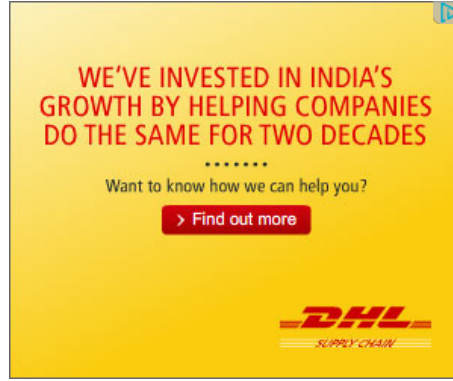 WE'VE INVESTED IN INDIA'S
GROWTH BY HELPING COMPANIES
DO THE SAME FOR TWO DECADES
.......
Want to know how we can help you?
> Find out more
DHL
SUPPLY CHAIN